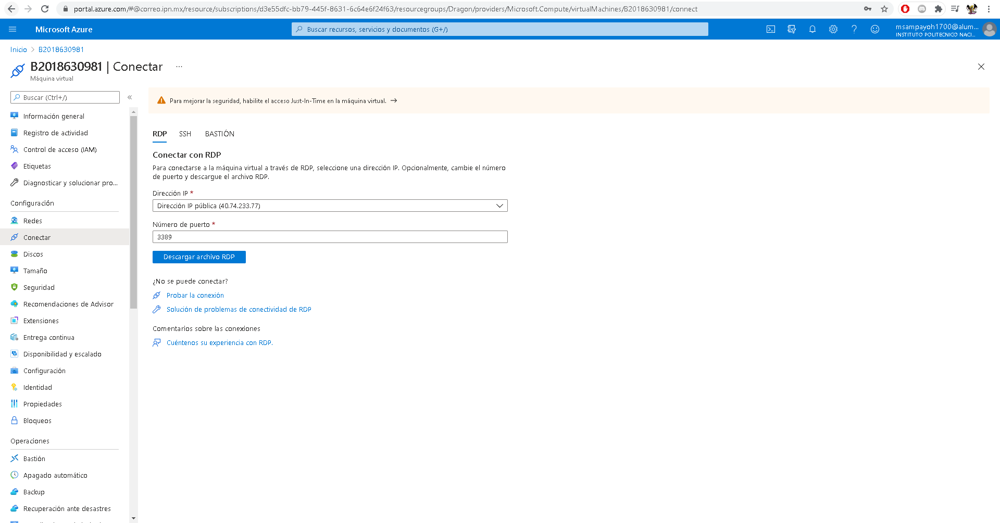 portal.azure.com/#@correo.ipn.mx/resource/subscriptions/d3e55dfc-bb79-445f-8631-6c64e6f24f63/resourcegroups/Dragon/providers/Microsoft.Compute/virtualMachines/B2018630981/connect
Microsoft Azure
Buscar recursos, servicios y documentos (G+/)
msampayoh1700@alum...
INSTITUTO POLITECNICO NACI...
Inicio > B2018630981
B2018630981 | Conectar ...
Máquina virtual
Buscar (Ctrl+/)
«
Información general
Registro de actividad
Control de acceso (IAM)
Etiquetas
Diagnosticar y solucionar pro...
Configuración
Redes
Conectar
Discos
Tamaño
Seguridad
Recomendaciones de Advisor
Extensiones
Entrega continua
Disponibilidad y escalado
Configuración
Identidad
Propiedades
Bloqueos
Operaciones
Bastión
Apagado automático
Backup
Recuperación ante desastres
Para mejorar la seguridad, habilite el acceso Just-In-Time en la máquina virtual. →
RDP SSH BASTIÓN
Conectar con RDP
Para conectarse a la máquina virtual a través de RDP, seleccione una dirección IP. Opcionalmente, cambie el número
de puerto y descargue el archivo RDP.
Dirección IP *
Dirección IP pública (40.74.233.77)
Número de puerto *
3389
Descargar archivo RDP
¿No se puede conectar?
Probar la conexión
Solución de problemas de conectividad de RDP
Comentarios sobre las conexiones
Cuéntenos su experiencia con RDP.